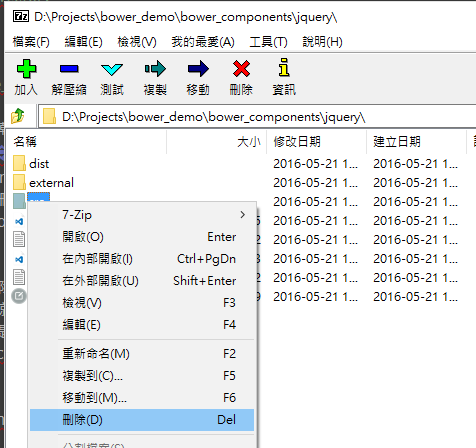 D:\Projects\bower_demo\bower_components\jquery\
檔案(F) 編輯(E) 檢視(V) 我的最愛(A) 工具(T) 說明(H)
加入 解壓縮 測試 複製 移動 刪除 資訊
D:\Projects\bower_demo\bower_components\jquery\
名稱 大小 修改日期 建立日期
dist 2016-05-21 1... 2016-05-21 1...
external 2016-05-21 1... 2016-05-21 1...
2016-05-21 1... 2016-05-21 1...
7-Zip
5 2016-05-21 1... 2016-05-21 1...
開啟(O) Enter
2 2016-05-21 1... 2016-05-21 1...
在內部開啟(I) Ctrl+PgDn
3 2016-05-21 1... 2016-05-21 1...
在外部開啟(U) Shift+Enter
2 2016-05-21 1... 2016-05-21 1...
檢視(V) F3
9 2016-05-21 1... 2016-05-21 1...
編輯(E) F4
重新命名(M) F2
複製到(C)... F5
移動到(M)... F6
刪除(D) Del